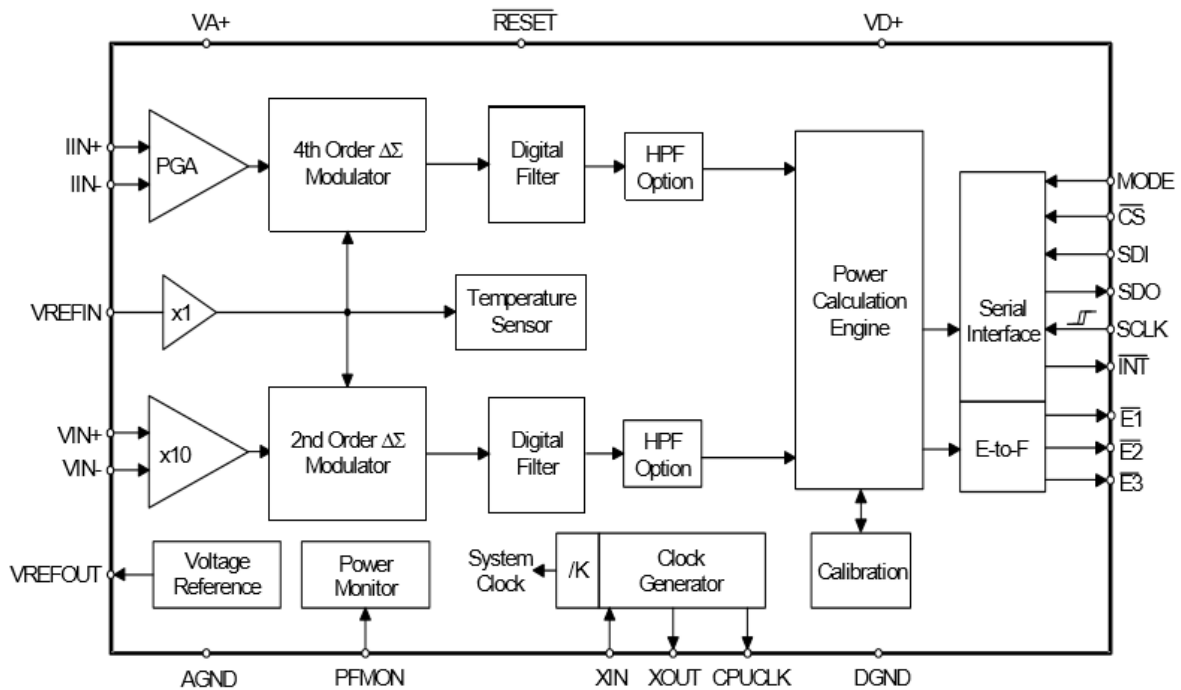 VA+
RESET
VD+
IIN+
IIN-
PGA
4th Order ΔΣ
Modulator
Digital
Filter
HPF
Option
VREFIN
x1
Temperature
Sensor
Power
Calculation
Engine
Serial
Interface
MODE
CS
SDI
SDO
SCLK
INT
VIN+
VIN-
x10
2nd Order ΔΣ
Modulator
Digital
Filter
HPF
Option
E-to-F
E1
E2
E3
VREFOUT
Voltage
Reference
Power
Monitor
System
Clock
/K
Clock
Generator
Calibration
AGND
PFMON
XIN
XOUT
CPUCLK
DGND